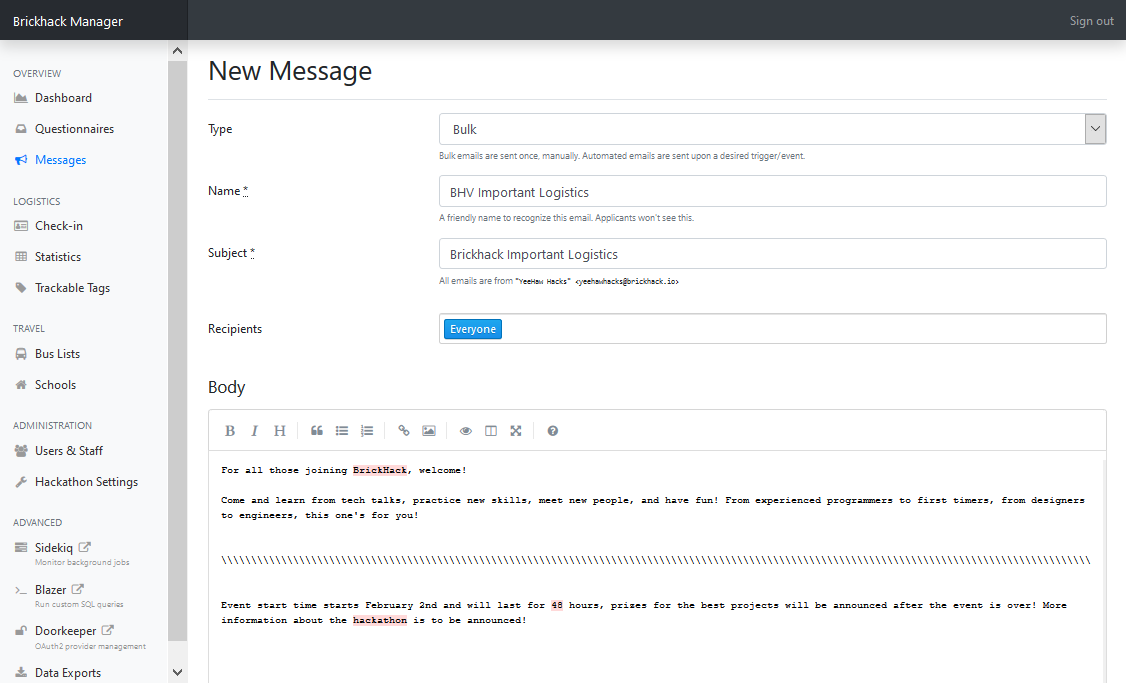 Brickhack Manager
Sign out
OVERVIEW
Dashboard
Questionnaires
Messages
LOGISTICS
Check-in
Statistics
Trackable Tags
TRAVEL
Bus Lists
Schools
ADMINISTRATION
Users & Staff
Hackathon Settings
ADVANCED
Sidekiq
Monitor background jobs
Blazer
Run custom SQL queries
Doorkeeper
OAuth2 provider management
Data Exports
New Message
Type
Bulk
Bulk emails are sent once, manually. Automated emails are sent upon a desired trigger/event.
Name *
BHV Important Logistics
A friendly name to recognize this email. Applicants won't see this.
Subject *
Brickhack Important Logistics
All emails are from "YeeHaw Hacks" <yeehawhacks@brickhack.io>
Recipients
Everyone
Body
B I H
For all those joining BrickHack, welcome!
Come and learn from tech talks, practice new skills, meet new people, and have fun! From experienced programmers to first timers, from designers
to engineers, this one's for you!
\\\\\\\\\\\\\\\\\\\\\\\\\\\\\\\\\\\\\\\\\\\\\\\\\\\\\\\\\\\\\\\\\\\\\\\\\\\\\\\\\\\\\\\\\\\\\\\\\\\\\\\\\\\\\\\\\\\\\\\\\\\\\\\\\\\\\\\\\\\\\\\\\
Event start time starts February 2nd and will last for 48 hours, prizes for the best projects will be announced after the event is over! More
information about the hackathon is to be announced!